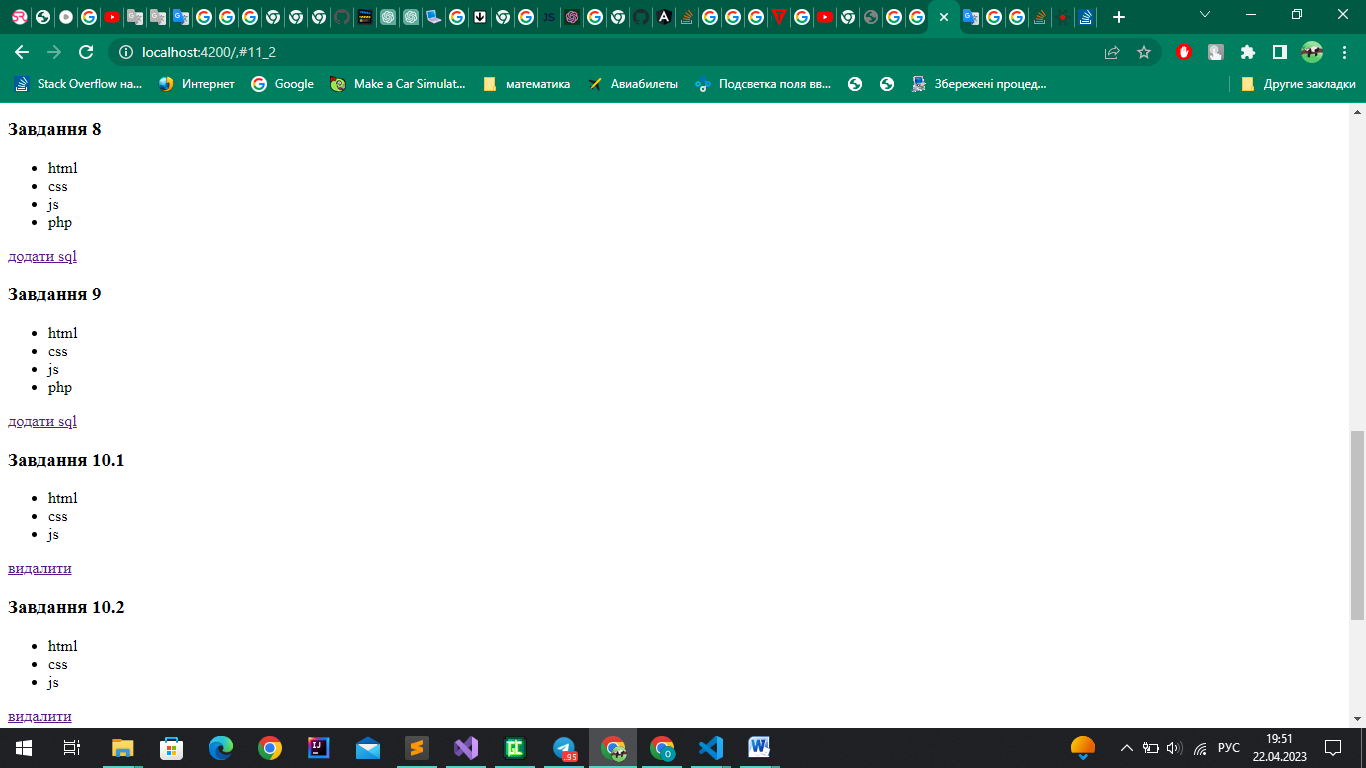 localhost:4200/,#11_2
Stack Overflow на... Интернет Google Make a Car Simulat... математика Авиабилеты Подсветка поля вв... Збережені процед... Другие закладки
Завдання 8
html
css
js
php
додати sql
Завдання 9
html
css
js
php
додати sql
Завдання 10.1
html
css
js
видалити
Завдання 10.2
html
css
js
видалити
95
РУС
19:51
22.04.2023